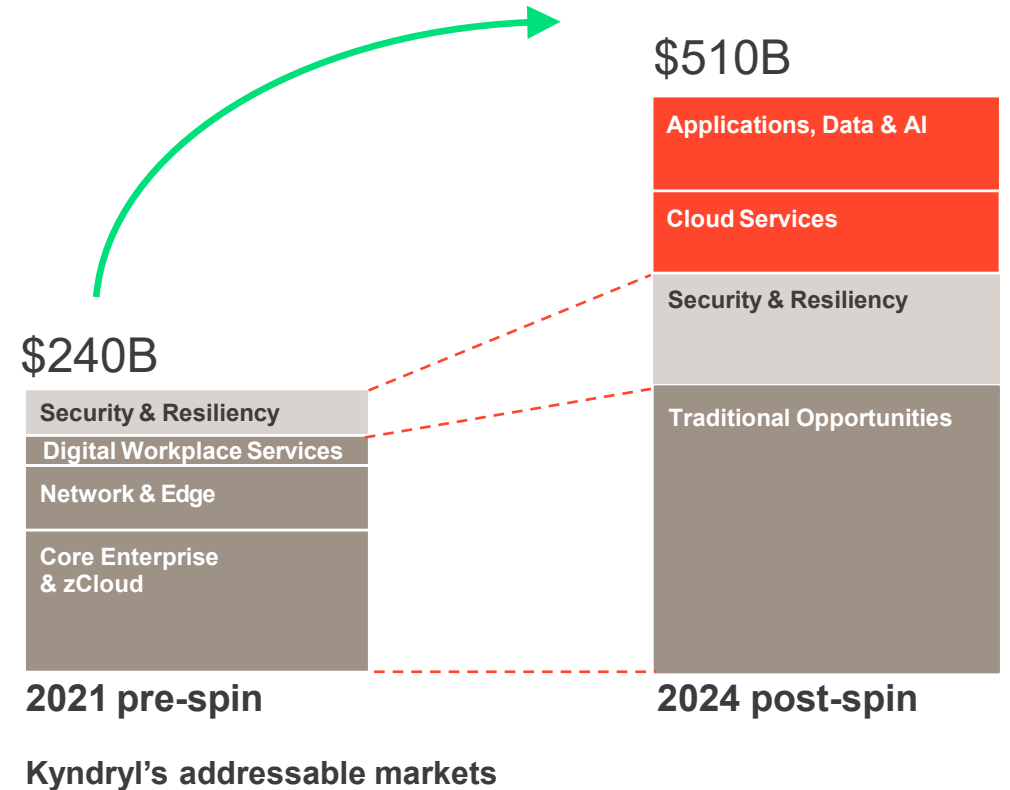 $510B
Applications, Data & AI
Cloud Services
Security & Resiliency
Traditional Opportunities
2024 post-spin
$240B
Security & Resiliency
Digital Workplace Services
Network & Edge
Core Enterprise
& zCloud
2021 pre-spin
Kyndryl's addressable markets